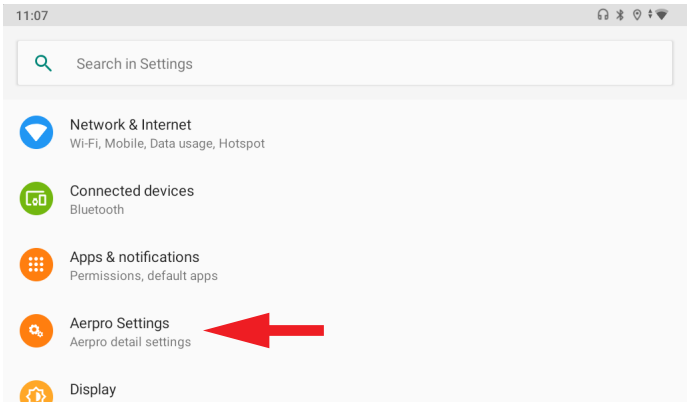 11:07
Search in Settings
Network & Internet
Wi-Fi, Mobile, Data usage, Hotspot
Connected devices
Bluetooth
Apps & notifications
Permissions, default apps
Aerpro Settings
Aerpro detail settings
Display